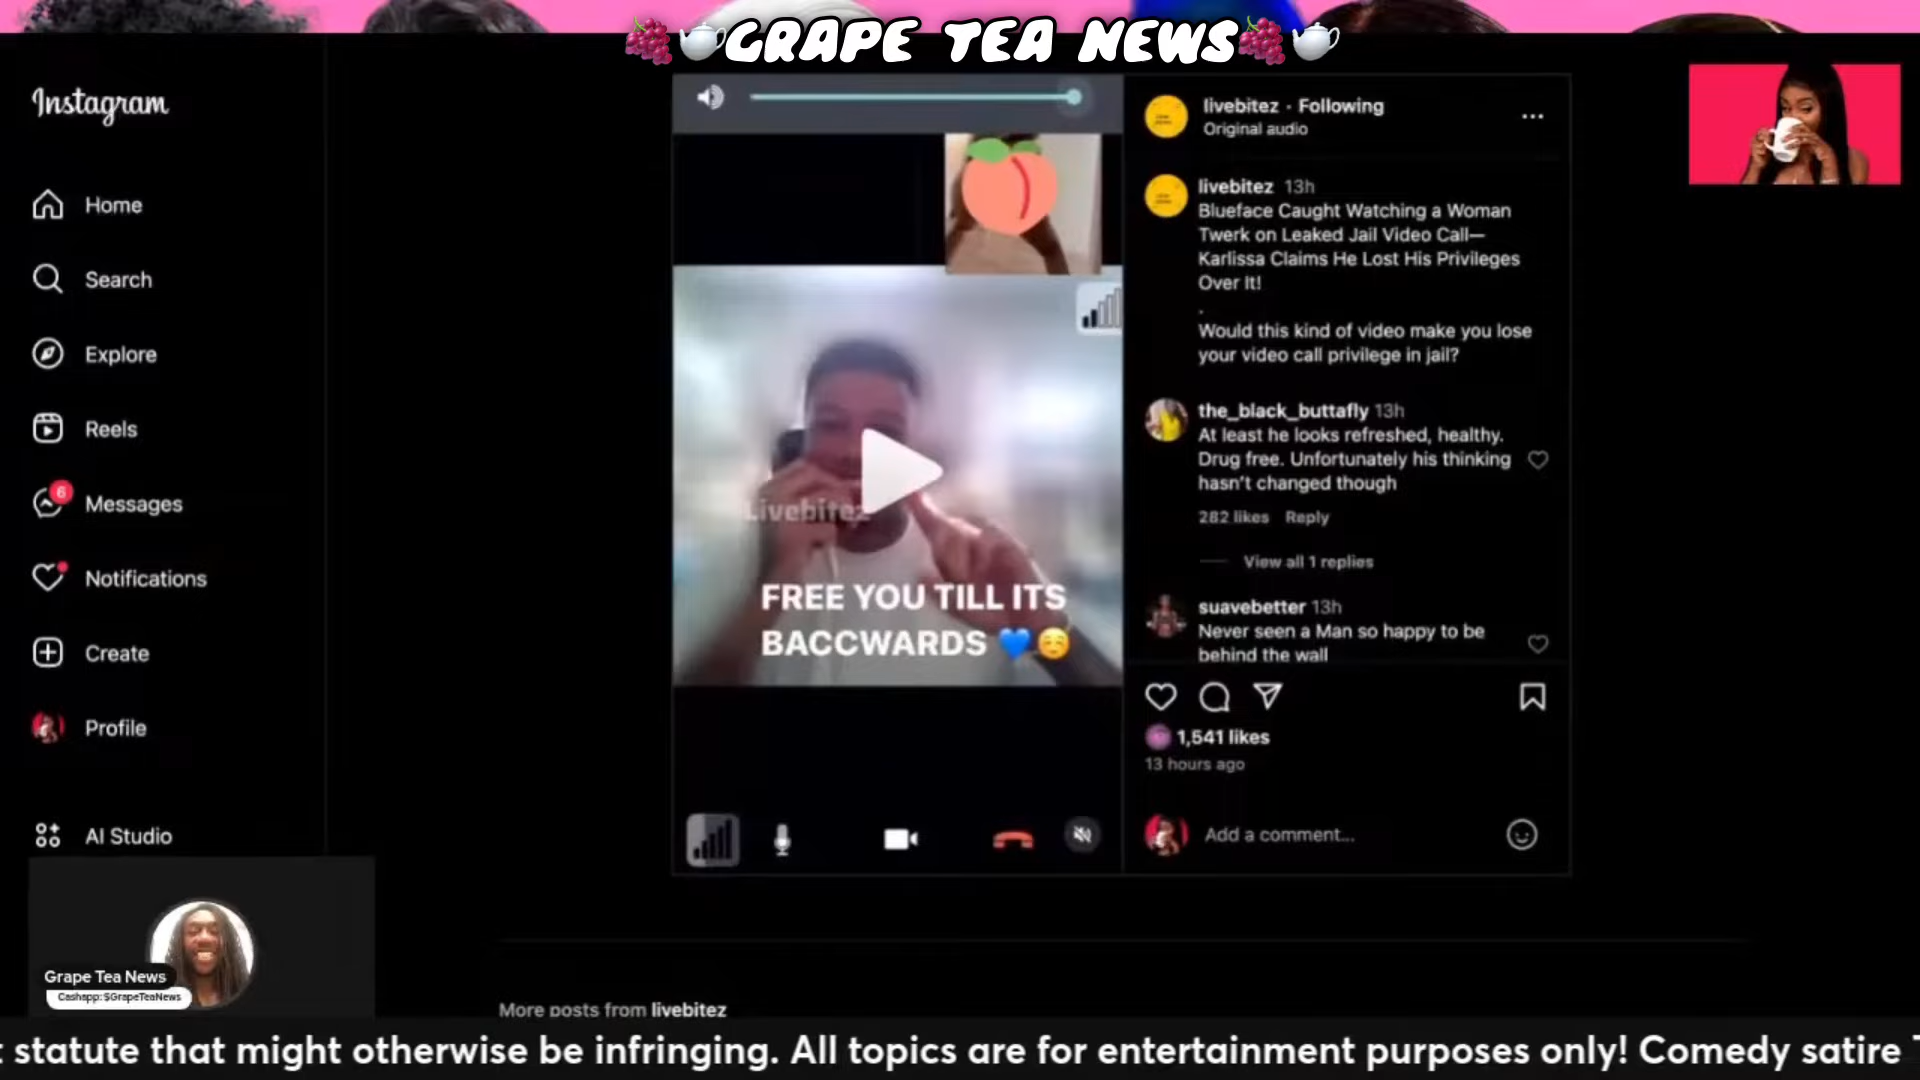 GRAPE TEA NEWS
Instagram
Home
Search
Explore
Reels
6
Messages
Notifications
Create
Profile
AI Studio
Livebitez
FREE YOU TILL ITS
BACCWARDS
livebitez • Following
Original audio
livebitez 13h
Blueface Caught Watching a Woman
Twerk on Leaked Jail Video Call—
Karlissa Claims He Lost His Privileges
Over It!
.
Would this kind of video make you lose
your video call privilege in jail?
the_black_buttafly 13h
At least he looks refreshed, healthy.
Drug free. Unfortunately his thinking
hasn't changed though
282 likes Reply
View all 1 replies
suavebetter 13h
Never seen a Man so happy to be
behind the wall
1,541 likes
13 hours ago
Add a comment...
Grape Tea News
Cashapp: $GrapeTeaNews
More posts from livebitez
statute that might otherwise be infringing. All topics are for entertainment purposes only! Comedy satire